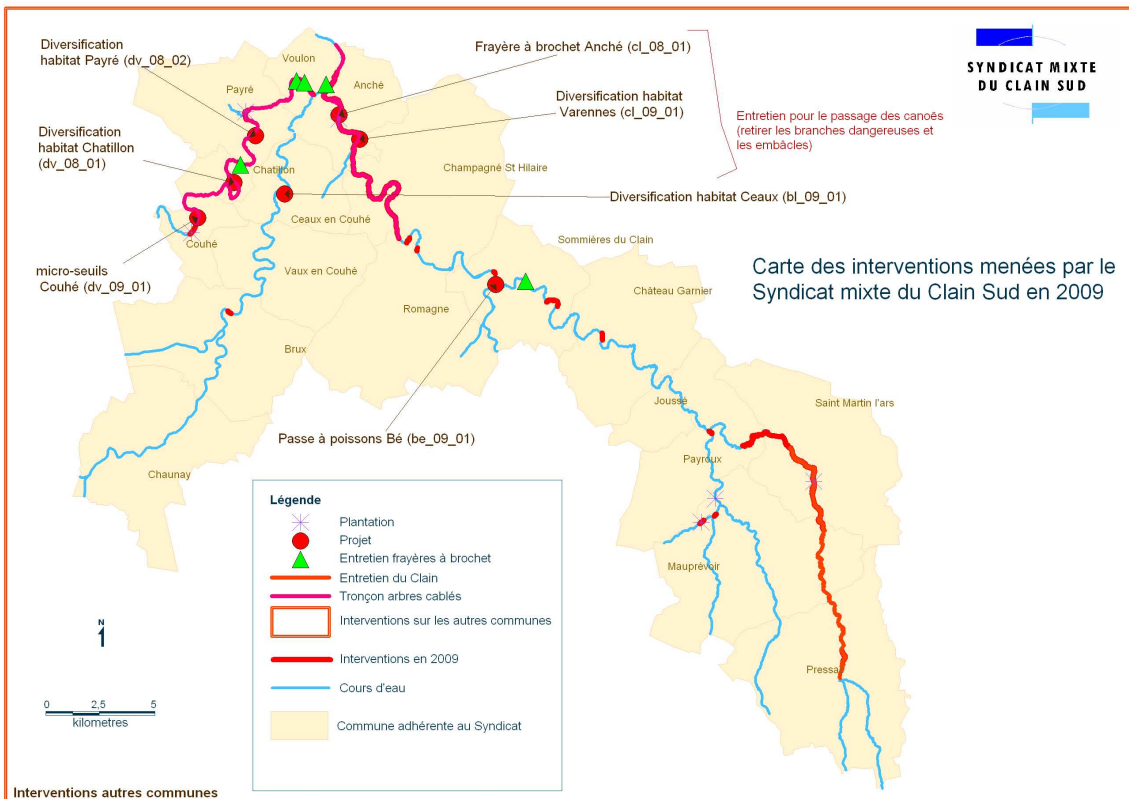 Diversification
habitat Payré (dv_08_02)
Voulon
Frayère à brochet Anché (cl_08_01)
SYNDICAT MIXTE
DU CLAIN SUD
Payré
Anché
Diversification habitat
Varennes (cl_09_01)
Entretien pour le passage des canoës
(retirer les branches dangereuses et
les embâcles)
Diversification
habitat Chatillon
(dv_08_01)
Chatillon
Champagné St Hilaire
Diversification habitat Ceaux (bl_09_01)
Ceaux en Couhé
Couhé
Sommières du Clain
micro-seuils
Couhé (dv_09_01)
Vaux en Couhé
Carte des interventions menées par le
Syndicat mixte du Clain Sud en 2009
Château Garnier
Romagne
Brux
Joussé
Saint Martin l'ars
Passe à poissons Bé (be_09_01)
Payroux
Chaunay
Mauprévoir
Pressa
Légende
Plantation
Projet
Entretien frayères à brochet
Entretien du Clain
Tronçon arbres cablés
Interventions sur les autres communes
Interventions en 2009
Cours d'eau
Commune adhérente au Syndicat
N
0 2,5 5
kilometres
Interventions autres communes